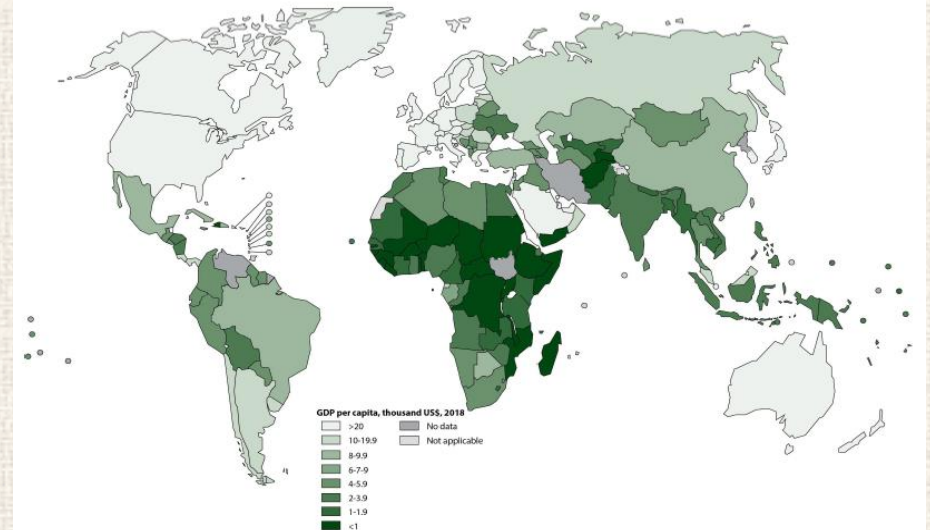 GDP per capita, thousand US$, 2018
>20
10-19.9
8-9.9
6-7-9
4-5.9
2-3.9
1-1.9
<1
No data
Not applicable